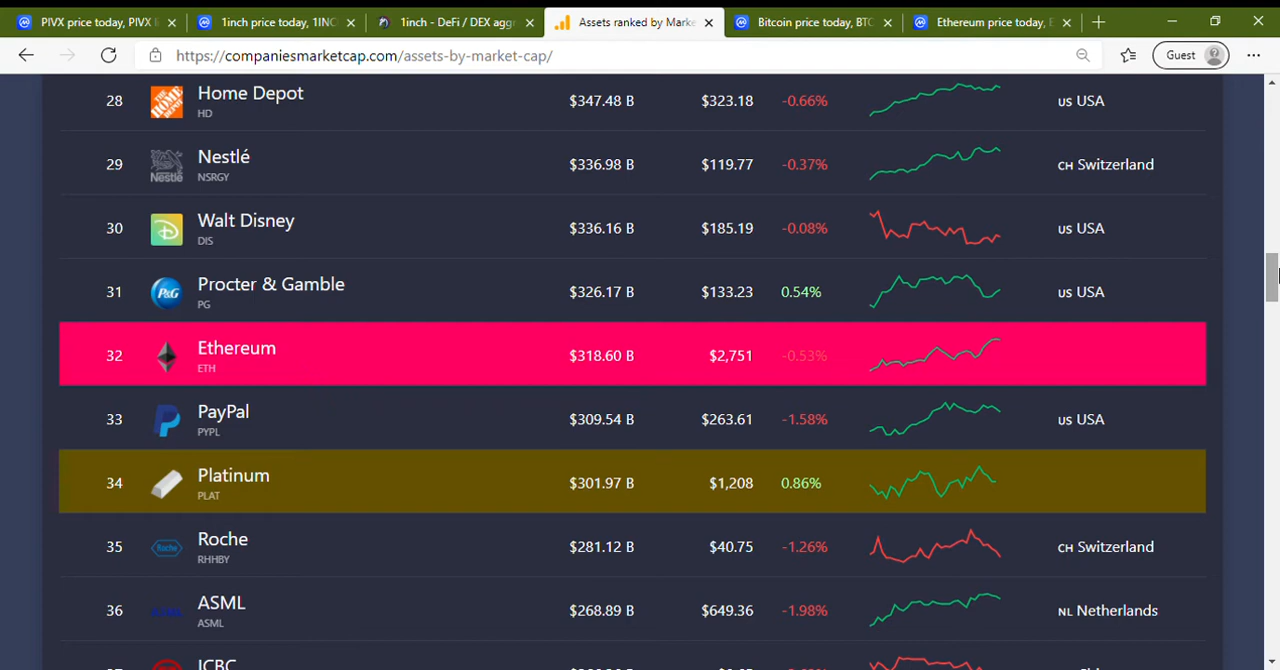 PIVX price today, PIVX li
1inch price today, 1INC
1inch - DeFi / DEX aggr
Assets ranked by Marke
Bitcoin price today, BTC
Ethereum price today, E
https://companiesmarketcap.com/assets-by-market-cap/
Guest
28 Home Depot $347.48 B $323.18 -0.66% us USA
HD
29 Nestlé $336.98 B $119.77 -0.37% CH Switzerland
Nestlé NSRGY
30 Walt Disney $336.16 B $185.19 -0.08% us USA
DIS
31 P&G Procter & Gamble $326.17 B $133.23 0.54% us USA
PG
32 Ethereum $318.60 B $2,751 -0.53%
ETH
33 PayPal $309.54 B $263.61 -1.58% us USA
PYPL
34 Platinum $301.97 B $1,208 0.86%
PLAT
35 Roche Roche $281.12 B $40.75 -1.26% CH Switzerland
RHHBY
36 ASML ASML $268.89 B $649.36 -1.98% NL Netherlands
ASML
ICBC